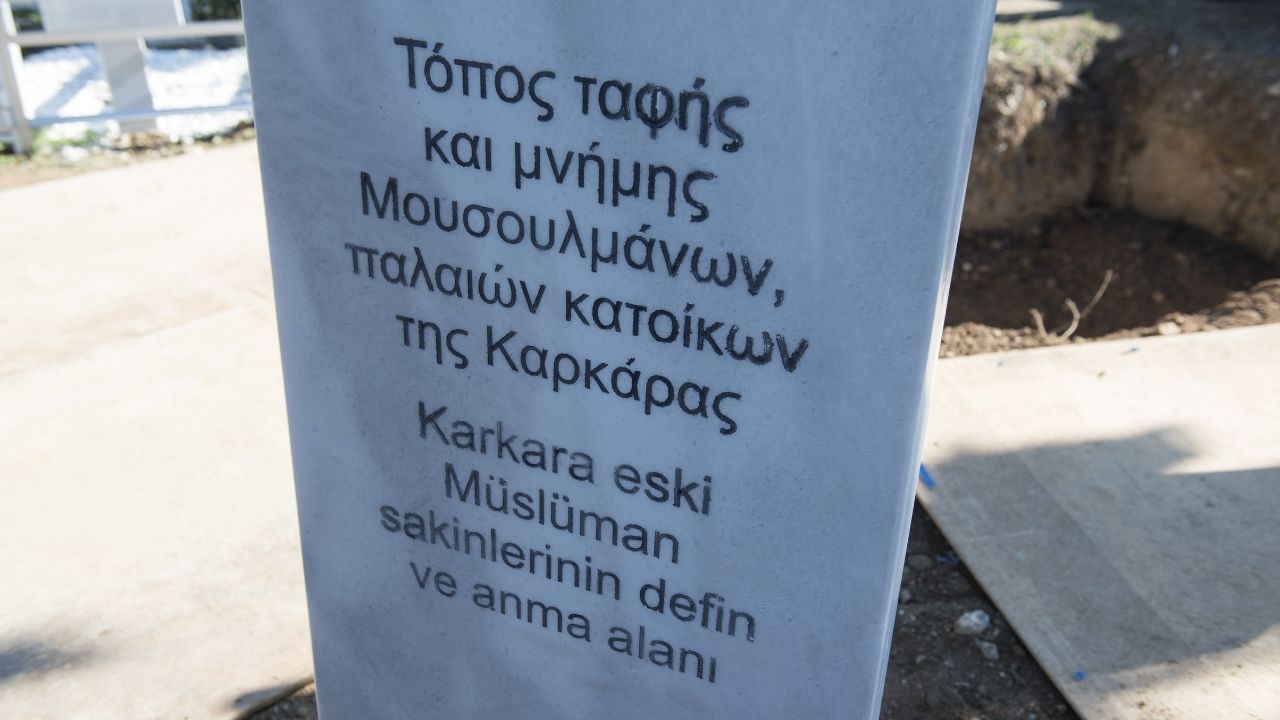 Τόπος ταφής
και μνήμης
Μουσουλμάνων,
παλαιών κατοίκων
της Καρκάρας
Karkara eski
Müslüman
sakinlerinin defin
ve anma alanı